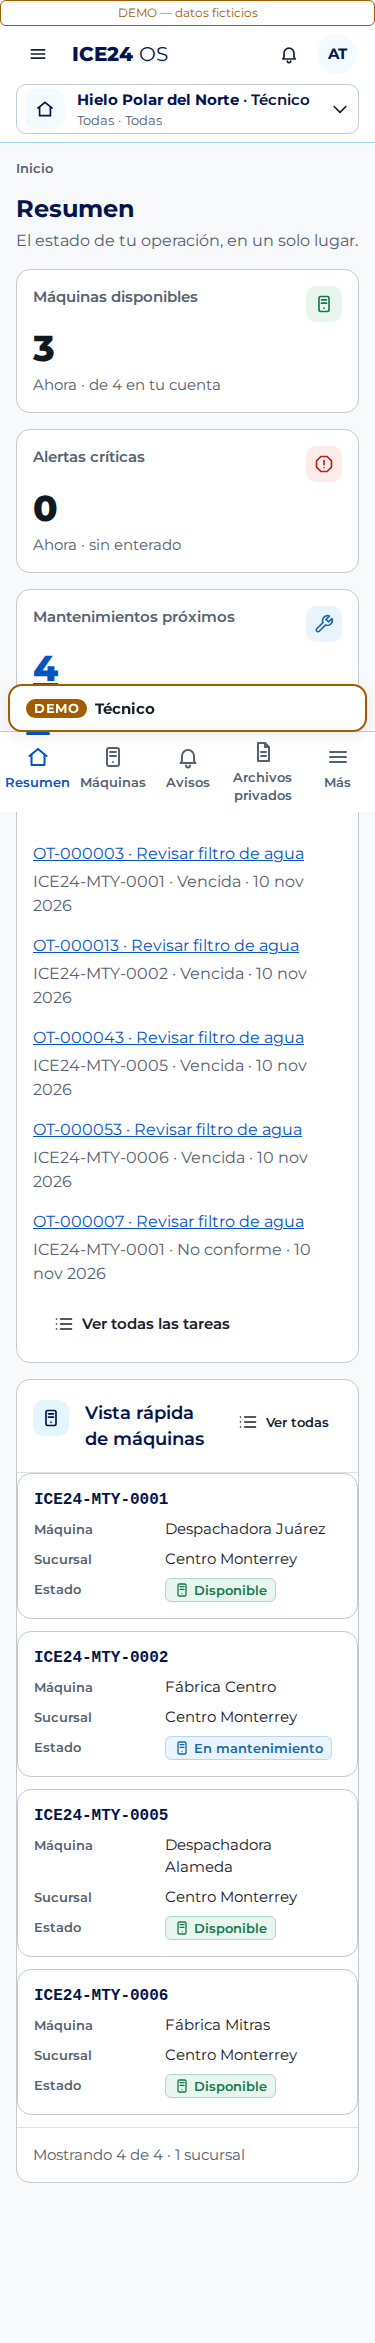 DEMO — datos ficticios
ICE24 OS
AT
Hielo Polar del Norte · Técnico
Todas · Todas
Inicio
Resumen
El estado de tu operación, en un solo lugar.
Máquinas disponibles
3
Ahora · de 4 en tu cuenta
Alertas críticas
0
Ahora · sin enterado
Mantenimientos próximos
4
DEMO Técnico
Resumen
Máquinas
Avisos
Archivos
privados
Más
OT-000003 · Revisar filtro de agua
ICE24-MTY-0001 · Vencida · 10 nov
2026
OT-000013 · Revisar filtro de agua
ICE24-MTY-0002 · Vencida · 10 nov
2026
OT-000043 · Revisar filtro de agua
ICE24-MTY-0005 · Vencida · 10 nov
2026
OT-000053 · Revisar filtro de agua
ICE24-MTY-0006 · Vencida · 10 nov
2026
OT-000007 · Revisar filtro de agua
ICE24-MTY-0001 · No conforme · 10
nov 2026
Ver todas las tareas
Vista rápida
de máquinas
Ver todas
ICE24-MTY-0001
Máquina Despachadora Juárez
Sucursal Centro Monterrey
Estado Disponible
ICE24-MTY-0002
Máquina Fábrica Centro
Sucursal Centro Monterrey
Estado En mantenimiento
ICE24-MTY-0005
Máquina Despachadora
Alameda
Sucursal Centro Monterrey
Estado Disponible
ICE24-MTY-0006
Máquina Fábrica Mitras
Sucursal Centro Monterrey
Estado Disponible
Mostrando 4 de 4 · 1 sucursal